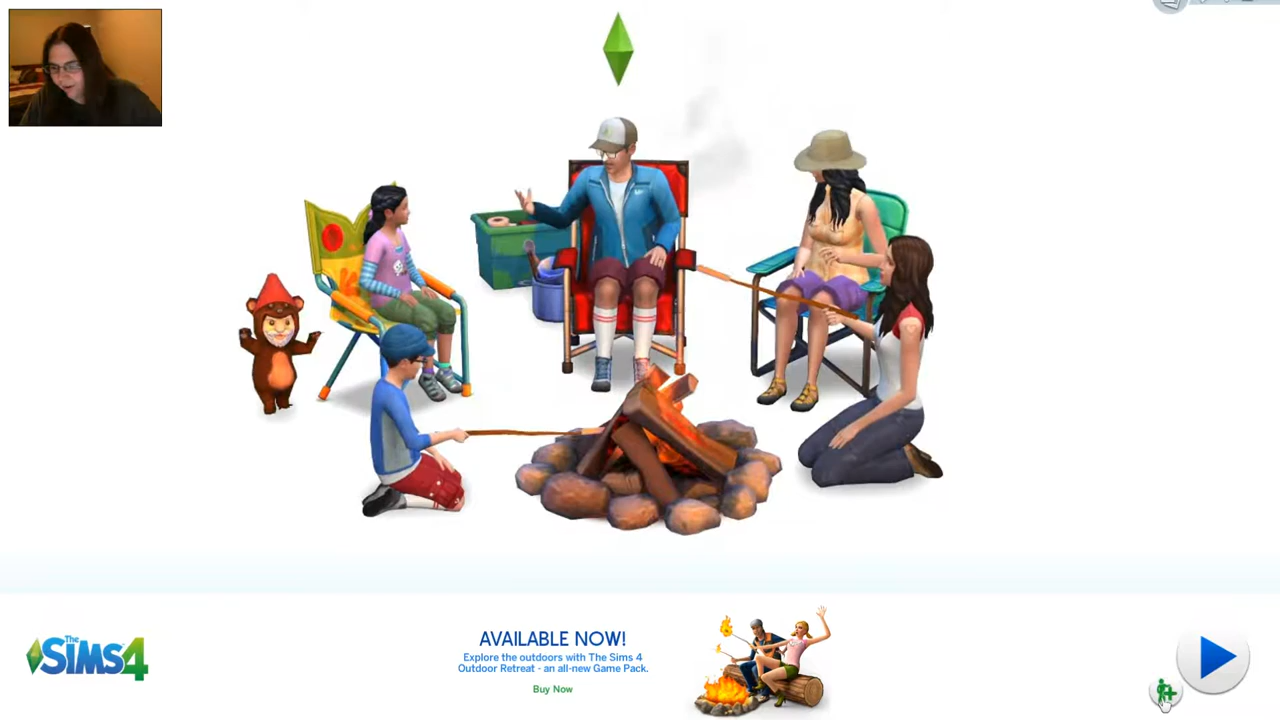 The SiMS 4
AVAILABLE NOW!
Explore the outdoors with The Sims 4
Outdoor Retreat - an all-new Game Pack.
Buy Now